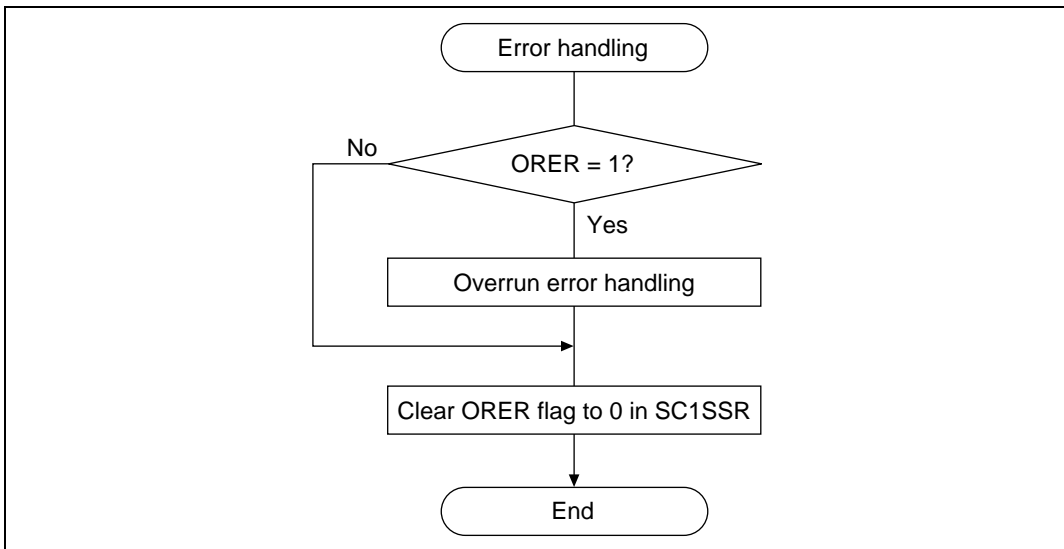 Error handling
No
ORER = 1?
Yes
Overrun error handling
Clear ORER flag to 0 in SC1SSR
End